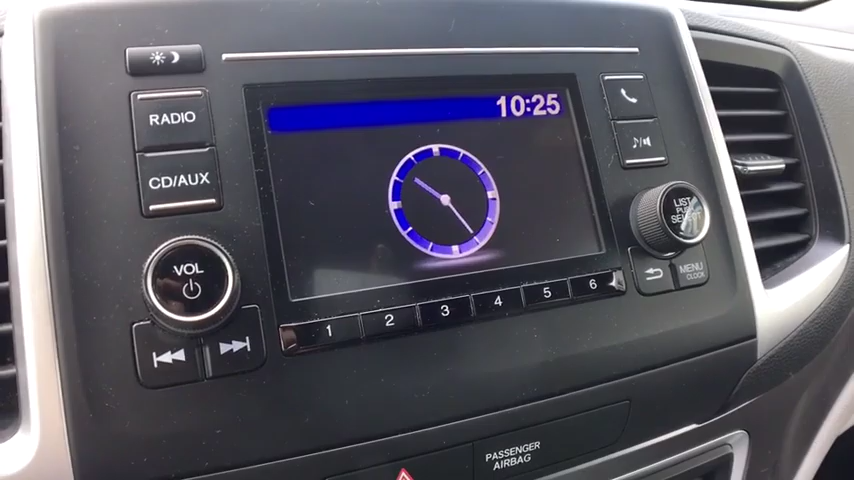 10:25
RADIO
CD/AUX
VOL
1 2 3 4 5 6
LIST
PUSH
SELECT
MENU
CLOCK
PASSENGER
AIRBAG